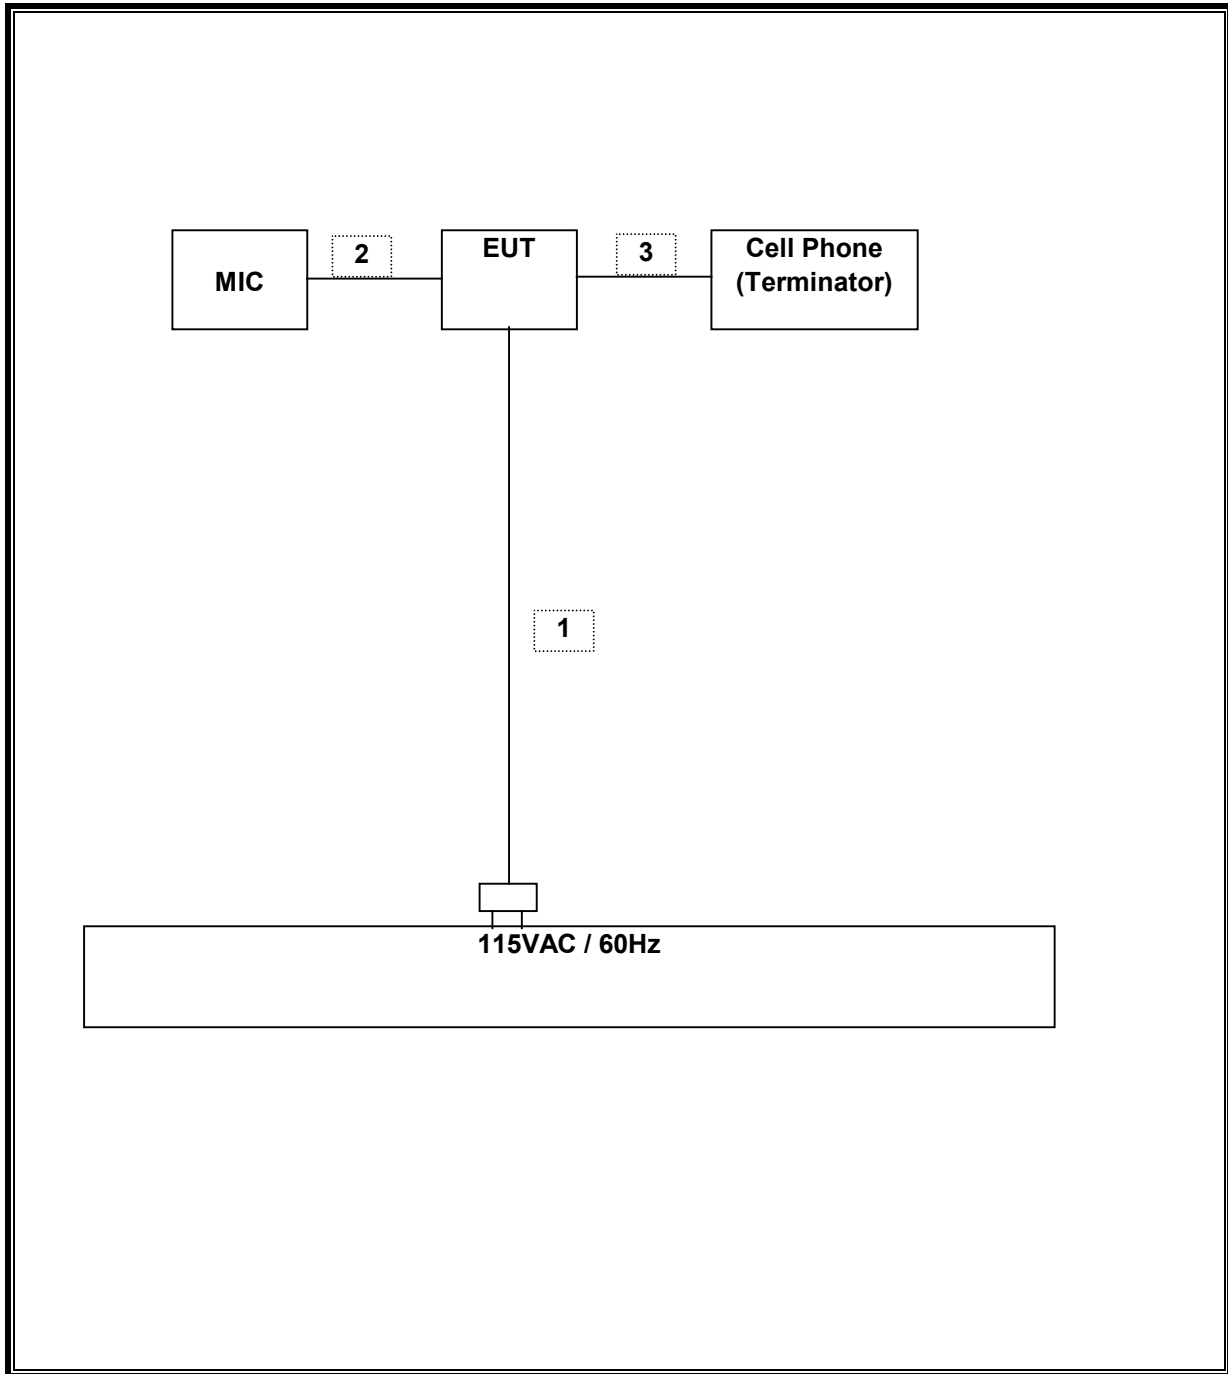 MIC
2
EUT
3
Cell Phone
(Terminator)
1
115VAC / 60Hz